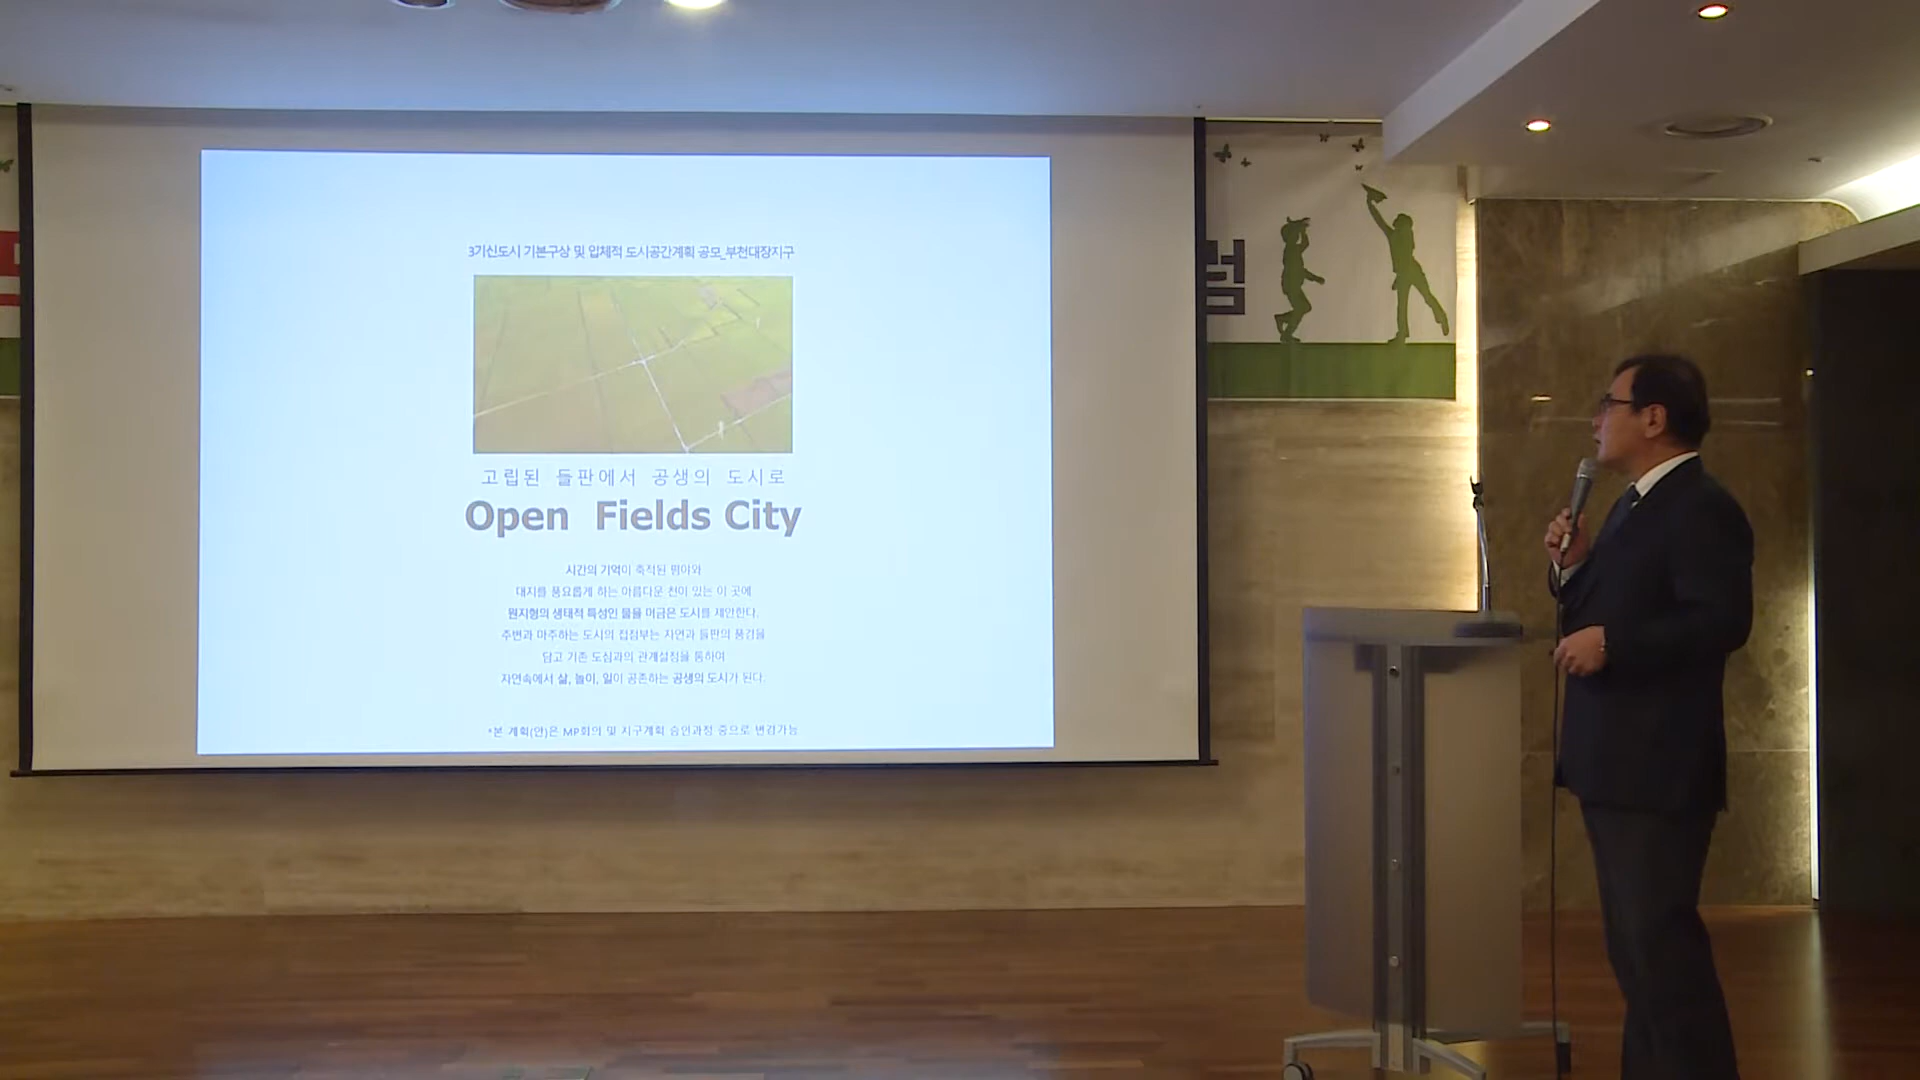 3기신도시 기본구상 및 입체적 도시공간계획 공모_부천대장지구
럼
고립된 들판에서 공생의 도시로
Open Fields City
시간의 기억이 축적된 평야와
대지를 풍요롭게 하는 아름다운 천이 있는 이 곳에
원지형의 생태적 특성인 물을 머금은 도시를 제안한다.
주변과 마주하는 도시의 접점부는 자연과 들판의 풍경을
담고 기존 도심과의 관계설정을 통하여
자연속에서 삶, 놀이, 일이 공존하는 공생의 도시가 된다.
*본 계획(안)은 MP회의 및 지구계획 승인과정 중으로 변경가능